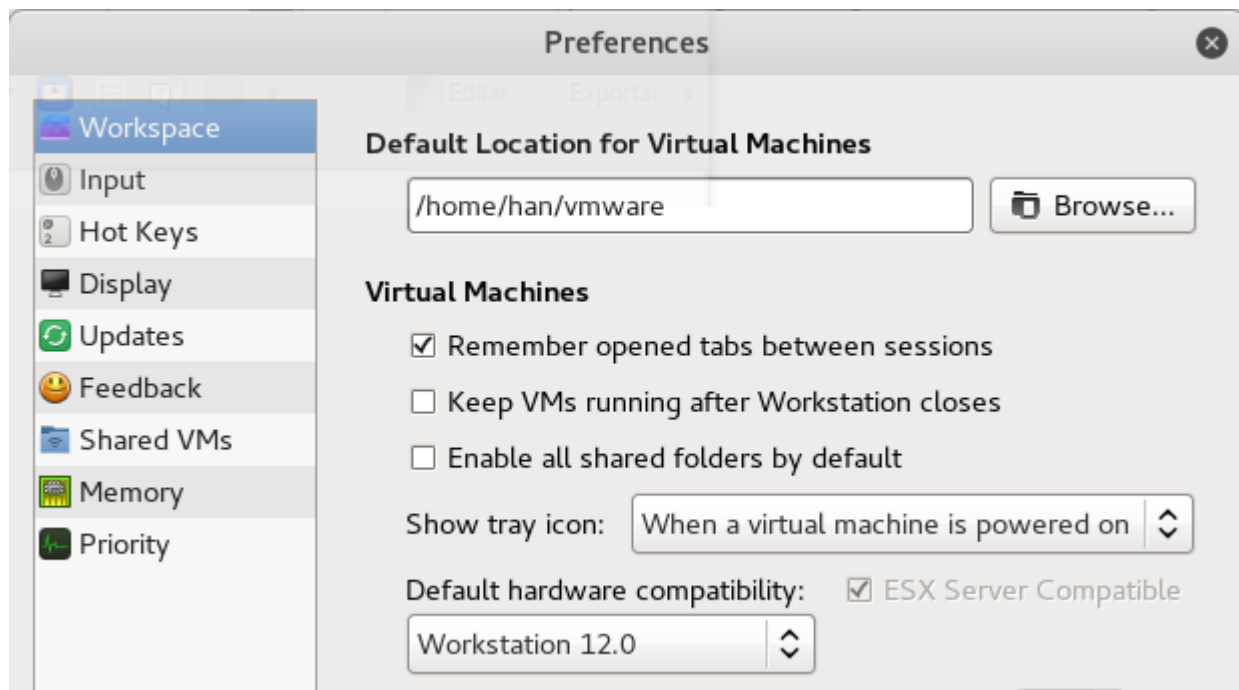 Preferences
Editar Exportar
Workspace
Input
Hot Keys
Display
Updates
Feedback
Shared VMs
Memory
Priority
Default Location for Virtual Machines
/home/han/vmware
Browse...
Virtual Machines
Remember opened tabs between sessions
Keep VMs running after Workstation closes
Enable all shared folders by default
Show tray icon: When a virtual machine is powered on
Default hardware compatibility: ESX Server Compatible
Workstation 12.0